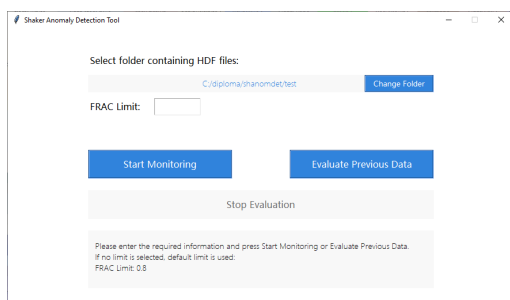 Shaker Anomaly Detection Tool
Select folder containing HDF files:
C:/diploma/shanomdet/test
Change Folder
FRAC Limit:
Start Monitoring
Evaluate Previous Data
Stop Evaluation
Please enter the required information and press Start Monitoring or Evaluate Previous Data.
If no limit is selected, default limit is used:
FRAC Limit: 0.8